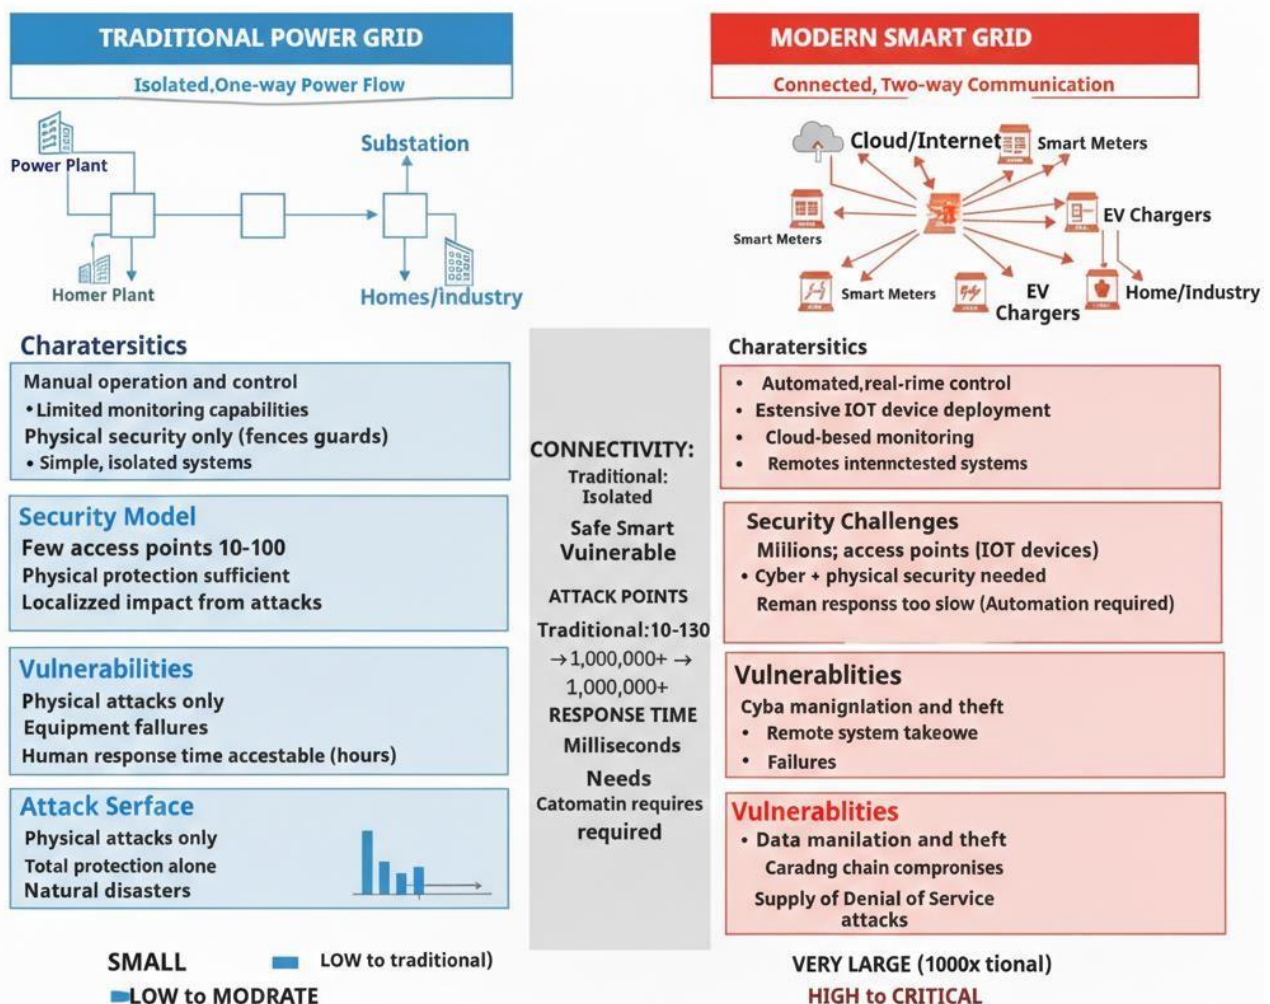 TRADITIONAL POWER GRID
Isolated,One-way Power Flow
Power Plant
Substation
Homer Plant
Homes/industry
Charatersitics
Manual operation and control
• Limited monitoring capabilities
Physical security only (fences guards)
• Simple, isolated systems
Security Model
Few access points 10-100
Physical protection sufficient
Localizzed impact from attacks
Vulnerabilities
Physical attacks only
Equipment fallures
Human response time accestable (hours)
Attack Serface
Physical attacks only
Total protection alone
Natural disasters
SMALL
LOW to traditional)
LOW to MODRATE
CONNECTIVITY:
Traditional:
Isolated
Safe Smart
Vuinerable
ATTACK POINTS
Traditional:10-130
→1,000,000+ →
1,000,000+
RESPONSE TIME
Milliseconds
Needs
Catomatin requires
required
MODERN SMART GRID
Connected, Two-way Communication
Cloud/Internet
Smart Meters
Smart Meters
EV Chargers
Smart Meters
EV
Chargers
Home/Industry
Charatersitics
• Automated,real-rime control
• Estensive IOT device deployment
• Cloud-besed monitoring
• Remotes intennctested systems
Security Challenges
Miilions; access points (IOT devices)
• Cyber + physical security needed
Reman responss too slow (Automation required)
Vulnerablities
Cyba manignlation and theft
• Remote system takeowe
• Failures
Vulnerablities
• Data manilation and theft
Caradng chain compromises
Supply of Denial of Service
attacks
VERY LARGE (1000x tional)
HIGH to CRITICAL